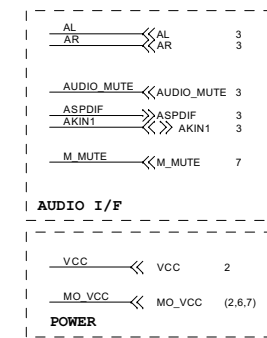 AL AL 3
AR AR 3
AUDIO_MUTE AUDIO_MUTE 3
ASPDIF ASPDIF 3
AKIN1 AKIN1 3
M_MUTE M_MUTE 7
AUDIO I/F
VCC VCC 2
MO_VCC MO_VCC (2,6,7)
POWER